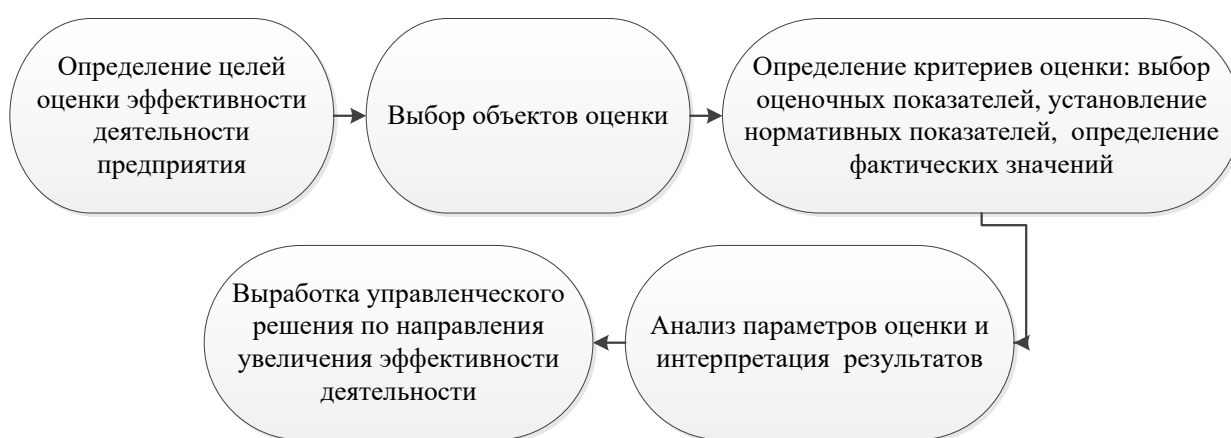 Определение целей
оценки эффективности
деятельности
предприятия
Выбор объектов оценки
Определение критериев оценки: выбор
оценочных показателей, установление
нормативных показателей, определение
фактических значений
Выработка управленческого
решения по направления
увеличения эффективности
деятельности
Анализ параметров оценки и
интерпретация результатов